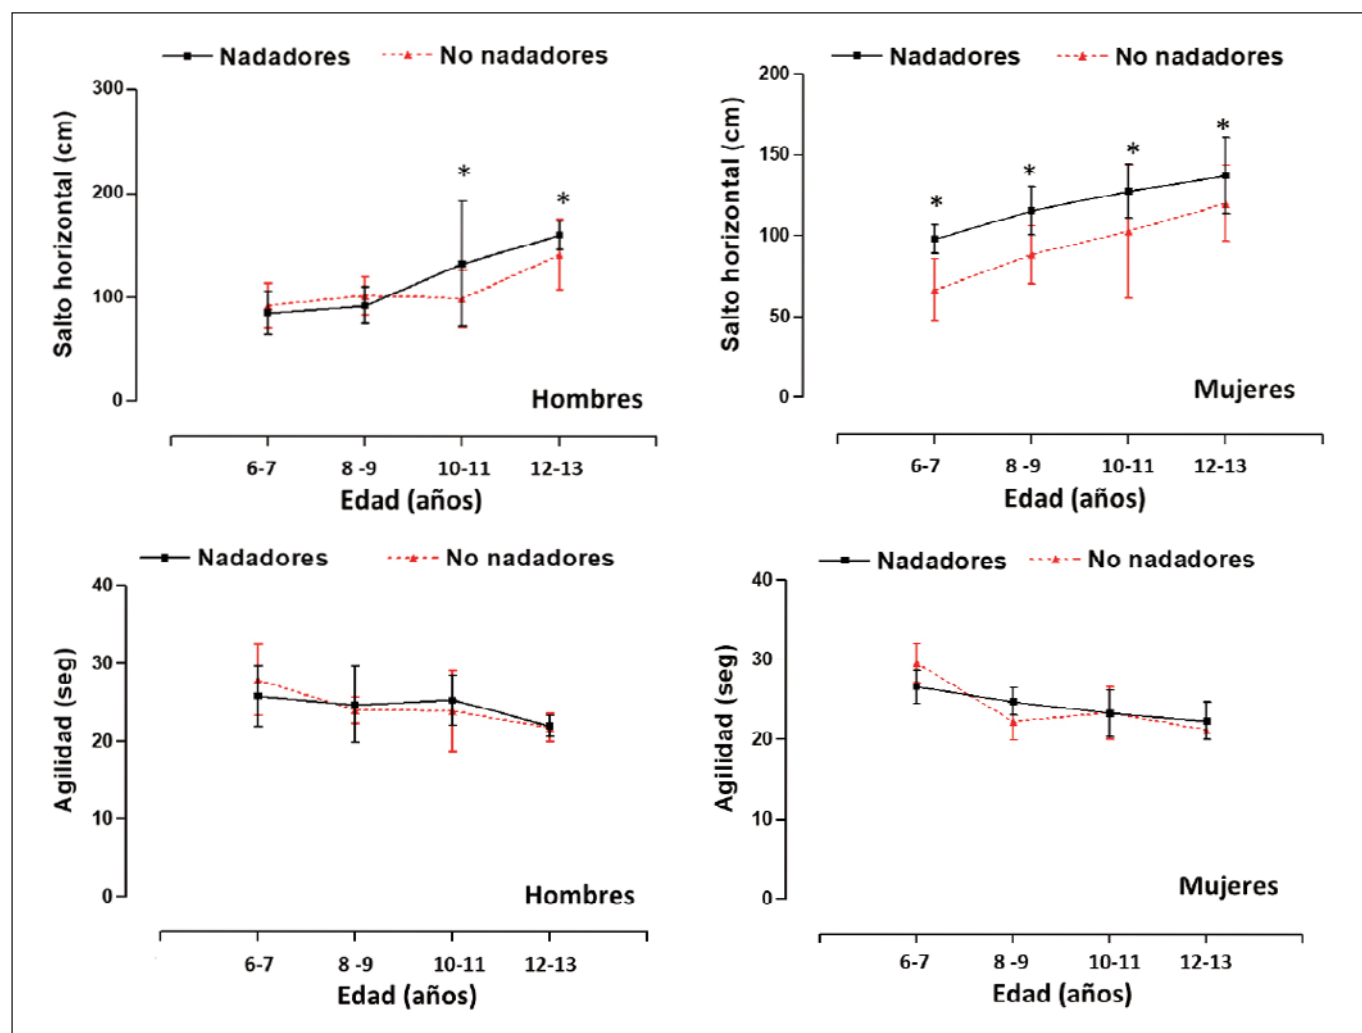 Nadadores No nadadores
300
200
100
0
Salto horizontal (cm)
*
*
Hombres
6-7 8 -9 10-11 12-13
Edad (años)
Nadadores No nadadores
200
150
100
50
0
Salto horizontal (cm)
*
*
*
*
Mujeres
6-7 8 -9 10-11 12-13
Edad (años)
Nadadores No nadadores
40
30
20
10
0
Agilidad (seg)
Hombres
6-7 8 -9 10-11 12-13
Edad (años)
Nadadores No nadadores
40
30
20
10
0
Agilidad (seg)
Mujeres
6-7 8 -9 10-11 12-13
Edad (años)